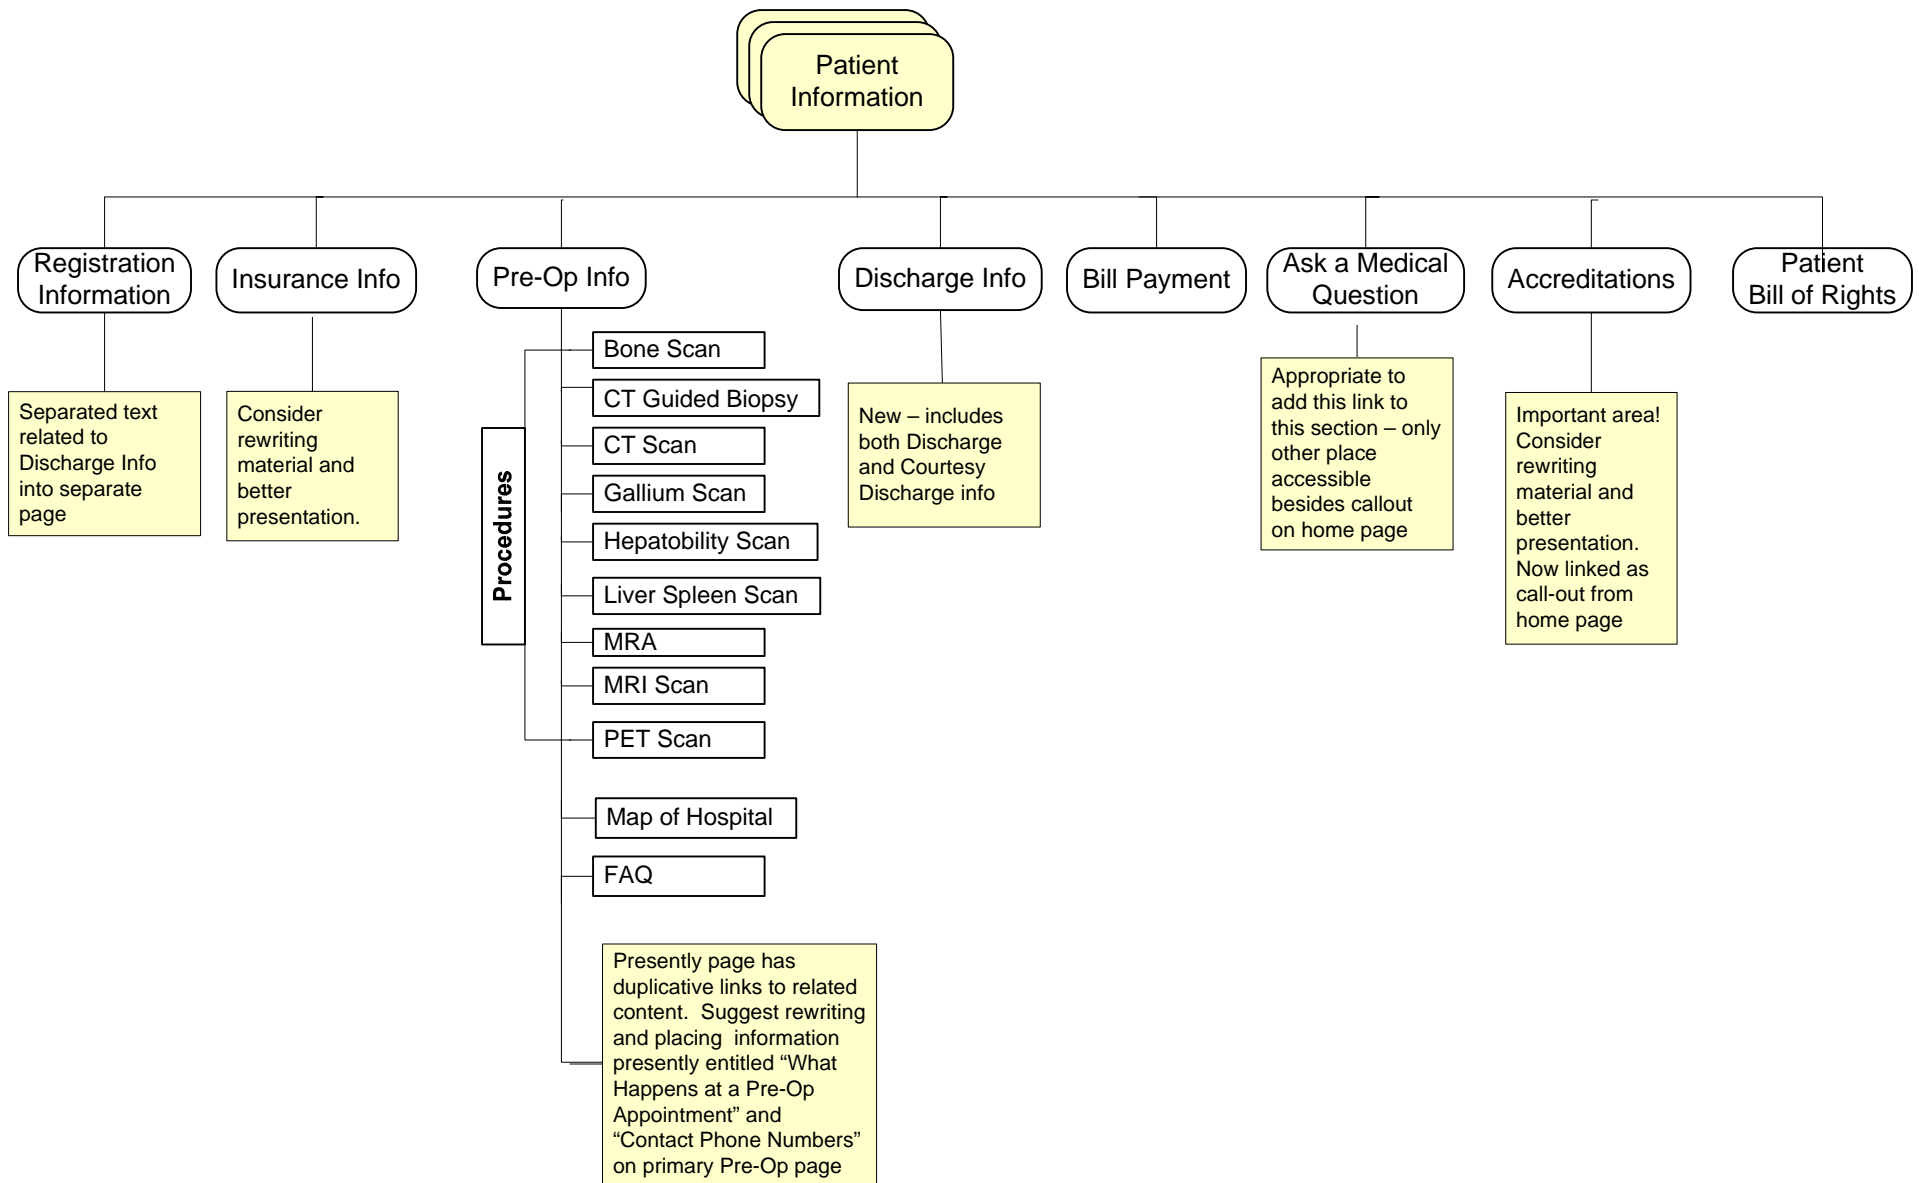 Patient
Information
Registration
Information
Insurance Info
Pre-Op Info
Discharge Info
Bill Payment
Ask a Medical
Question
Accreditations
Patient
Bill of Rights
Separated text
related to
Discharge Info
into separate
page
Consider
rewriting
material and
better
presentation.
Procedures
Bone Scan
CT Guided Biopsy
CT Scan
Gallium Scan
Hepatobility Scan
Liver Spleen Scan
MRA
MRI Scan
PET Scan
Map of Hospital
FAQ
Presently page has
duplicative links to related
content.  Suggest rewriting
and placing  information
presently entitled “What
Happens at a Pre-Op
Appointment” and
“Contact Phone Numbers”
on primary Pre-Op page
New – includes
both Discharge
and Courtesy
Discharge info
Appropriate to
add this link to
this section – only
other place
accessible
besides callout
on home page
Important area!
Consider
rewriting
material and
better
presentation.
Now linked as
call-out from
home page